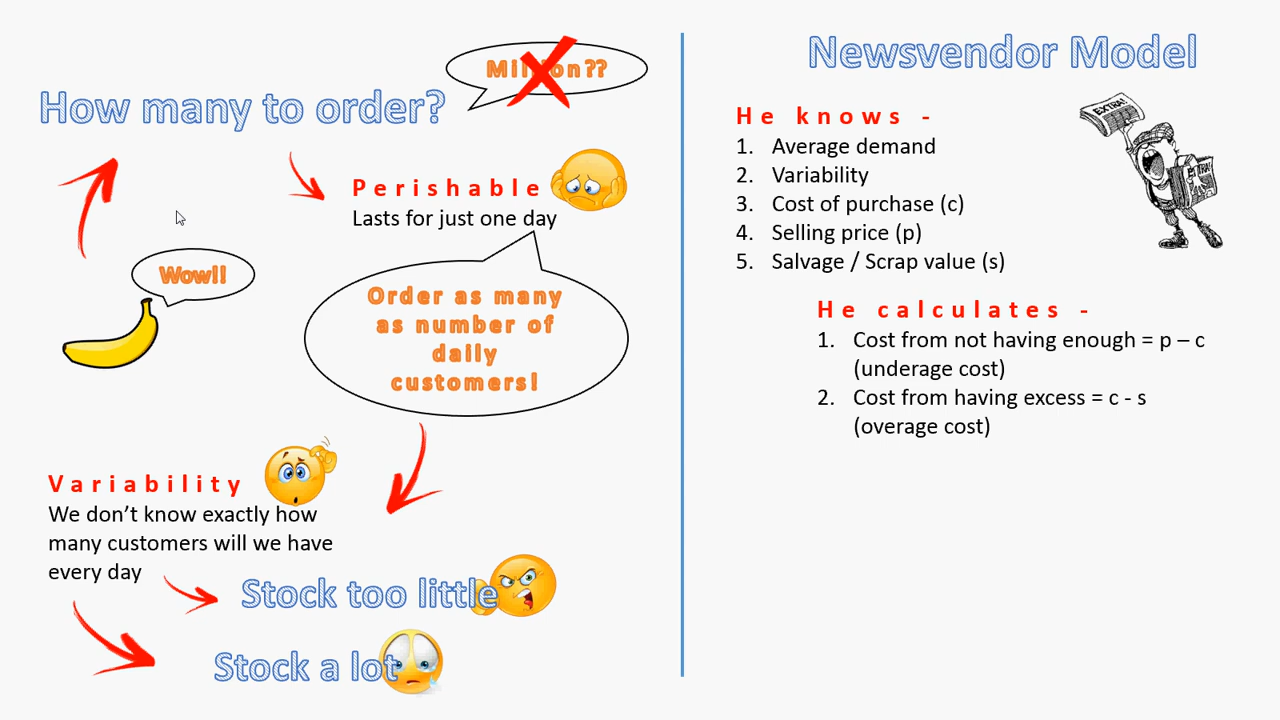 How many to order?
Million??
Perishable
Lasts for just one day
Wow!!
Order as many
as number of
daily
customers!
Variability
We don’t know exactly how
many customers will we have
every day
Stock too little
Stock a lot
Newsvendor Model
EXTRA!
He knows -
1. Average demand
2. Variability
3. Cost of purchase (c)
4. Selling price (p)
5. Salvage / Scrap value (s)
He calculates -
1. Cost from not having enough = p – c
(underage cost)
2. Cost from having excess = c - s
(overage cost)